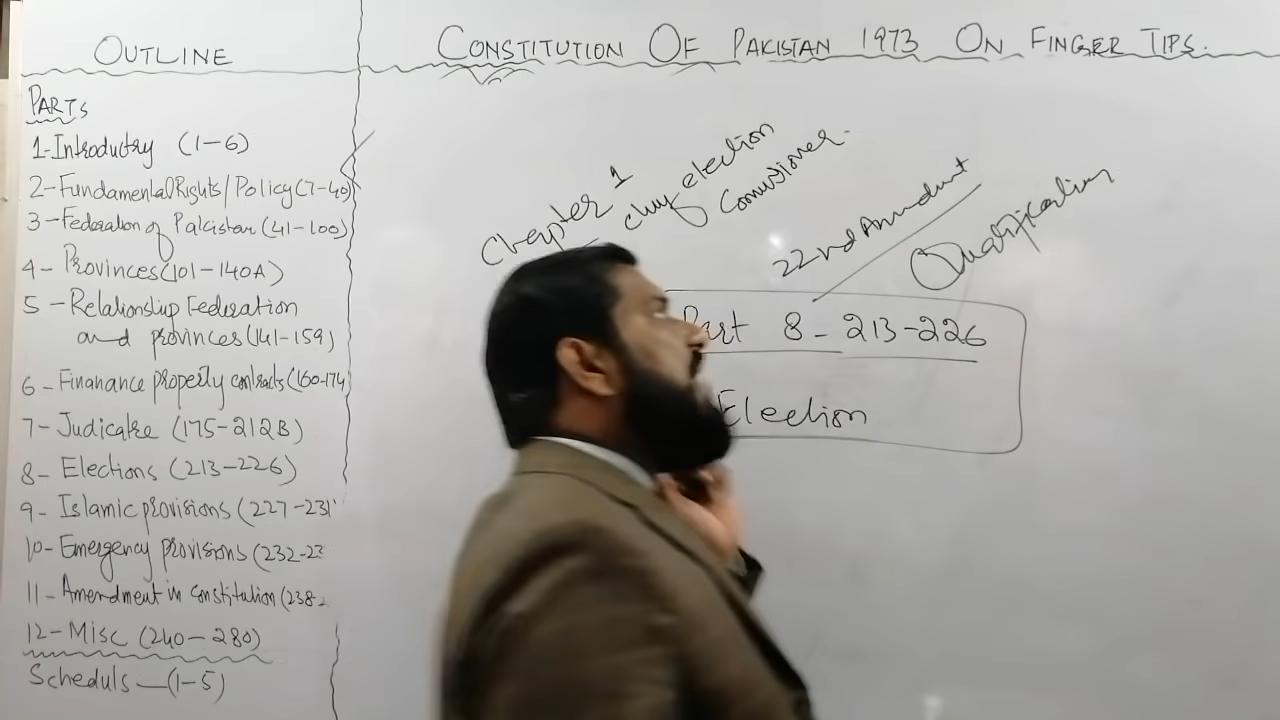 OUTLINE
PARTS
1-Introductry (1-6)
2-Fundamental Rights/Policy (7-40)
3-Federation of Pakistan (41-100)
4- Provinces (101-140A)
5 -Relationship Federation
and provinces (141-159)
6- Finanance property contracts (160-174
7- Judicatre (175-212B)
8- Elections (213-226)
9- Islamic provisions (227-231
10- Emergency provisions (232-23
11- Amendment in constitution (238-
12-Misc (240-280)
Scheduls—(1-5)
CONSTITUTION OF PAKISTAN 1973 ON FINGER TIPS.
Chapter 1
election
Commissioner.
22nd Amendment
Qualification
Part 8 - 213-226
Election